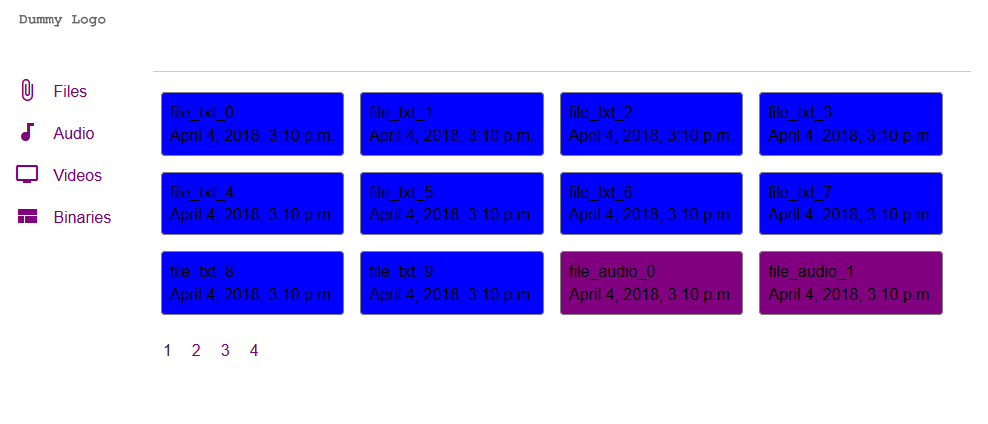 Dummy Logo
Files
Audio
Videos
Binaries
file_txt_0
April 4, 2018, 3:10 p.m.
file_txt_1
April 4, 2018, 3:10 p.m.
file_txt_2
April 4, 2018, 3:10 p.m.
file_txt_3
April 4, 2018, 3:10 p.m.
file_txt_4
April 4, 2018, 3:10 p.m.
file_txt_5
April 4, 2018, 3:10 p.m.
file_txt_6
April 4, 2018, 3:10 p.m.
file_txt_7
April 4, 2018, 3:10 p.m.
file_txt_8
April 4, 2018, 3:10 p.m.
file_txt_9
April 4, 2018, 3:10 p.m.
file_audio_0
April 4, 2018, 3:10 p.m.
file_audio_1
April 4, 2018, 3:10 p.m.
1 2 3 4